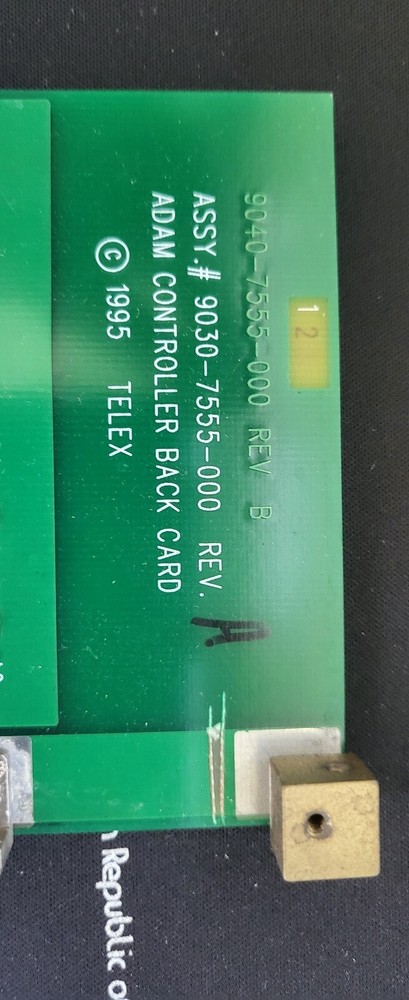 1 2
9040-7555-000 REV B
ASSY.# 9030-7555-000 REV. A
ADAM CONTROLLER BACK CARD
© 1995 TELEX
Republic